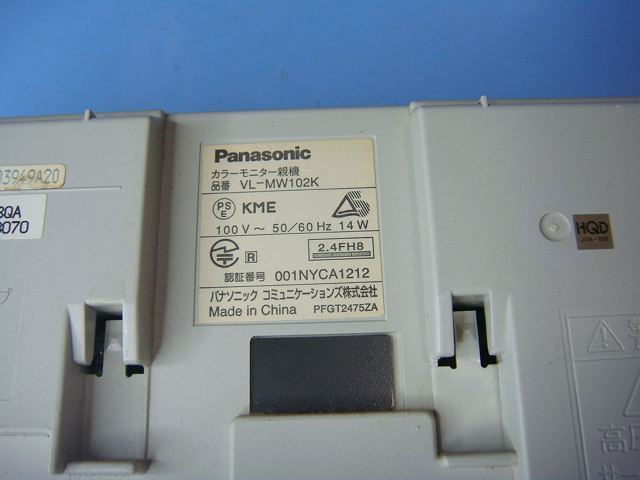 Panasonic
カラーモニター親機
品番 VL-MW102K
PS
E
KME
100V ~ 50/60Hz 14W
R
2.4FH8
認証番号 001NYCA1212
パナソニック コミュニケーションズ株式会社
Made in China PFGT2475ZA
03949A20
8070
HQD
高圧